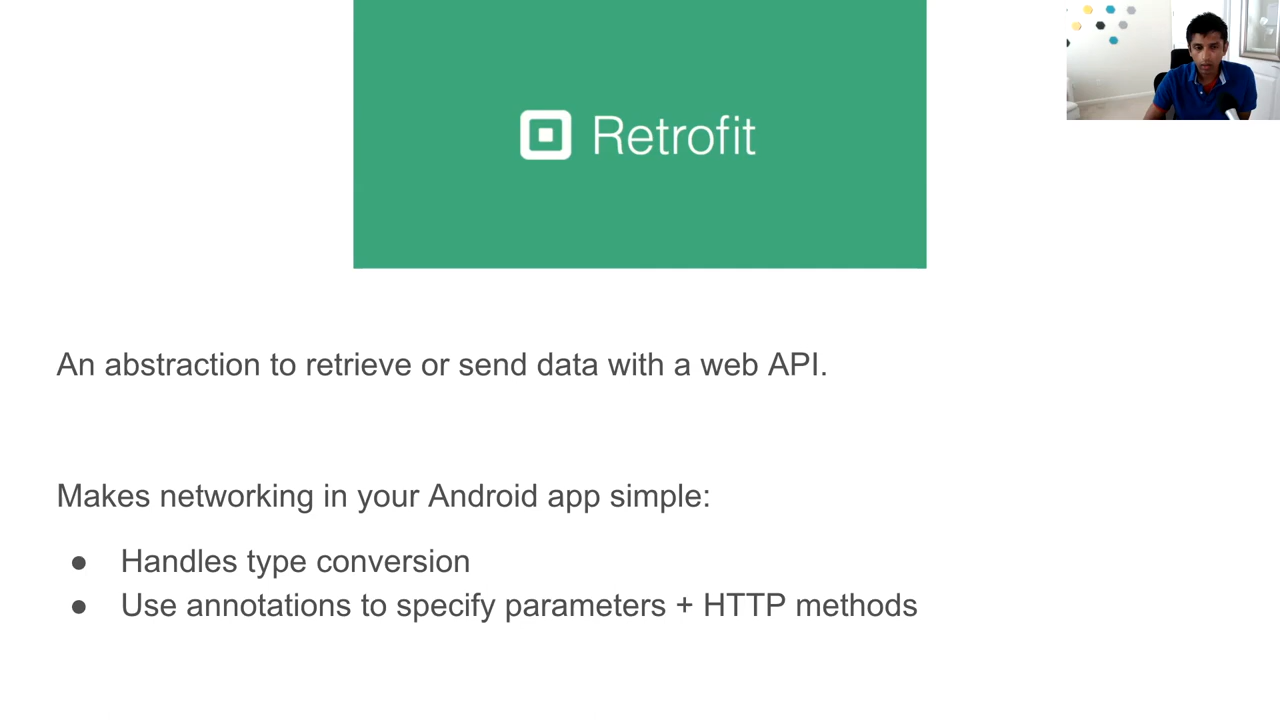 Retrofit
An abstraction to retrieve or send data with a web API.
Makes networking in your Android app simple:
● Handles type conversion
● Use annotations to specify parameters + HTTP methods